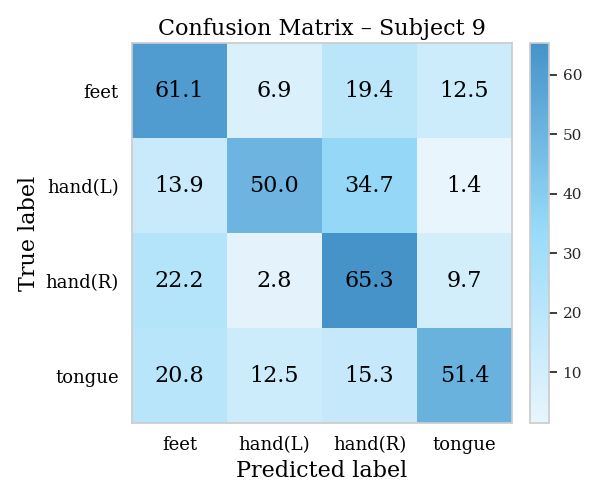 Confusion Matrix – Subject 9
feet 61.1 6.9 19.4 12.5
hand(L) 13.9 50.0 34.7 1.4
hand(R) 22.2 2.8 65.3 9.7
tongue 20.8 12.5 15.3 51.4
feet hand(L) hand(R) tongue
Predicted label
True label
60
50
40
30
20
10